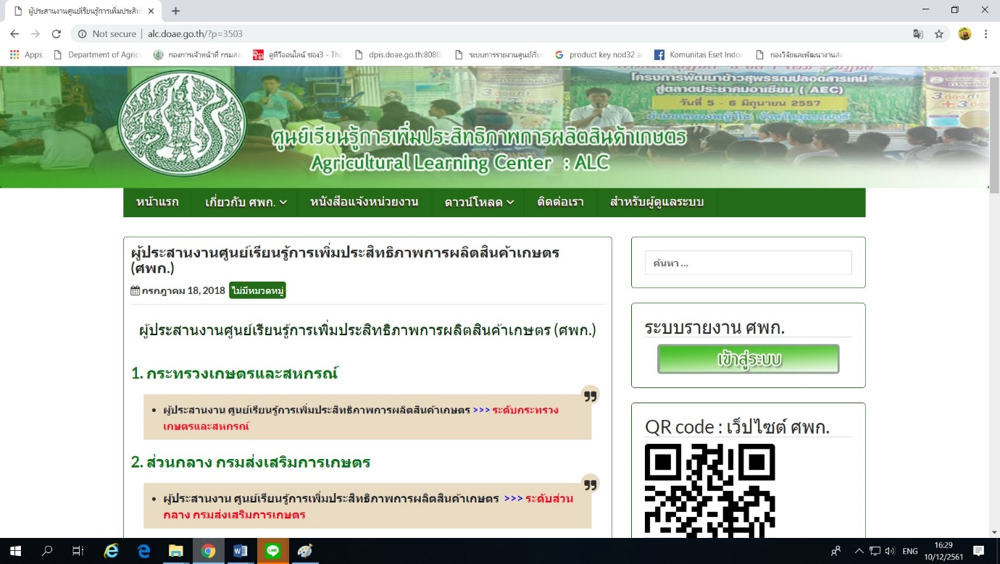 ผู้ประสานงานศูนย์เรียนรู้การเพิ่มประสิท
Not secure | alc.doae.go.th/?p=3503
Apps Department of Agric กองการเจ้าหน้าที่ กรมส่ง ดูทีวีออนไลน์ ช่อง3 - Tha dpis.doae.go.th:8080/ ระบบการรายงานศูนย์เรีย product key nod32 a Komunitas Eset Indon กองวิจัยและพัฒนางานส่ง
โครงการพัฒนาข้าวสุพรรณปลอดสารเคมี
สู่ตลาดประชาคมอาเซียน ( AEC)
วันที่ 5 - 6 มิถุนายน 2557
ศูนย์เรียนรู้การเพิ่มประสิทธิภาพการผลิตสินค้าเกษตร
Agricultural Learning Center : ALC
หน้าแรก เกี่ยวกับ ศพก. หนังสือแจ้งหน่วยงาน ดาวน์โหลด ติดต่อเรา สำหรับผู้ดูแลระบบ
ผู้ประสานงานศูนย์เรียนรู้การเพิ่มประสิทธิภาพการผลิตสินค้าเกษตร
(ศพก.)
กรกฎาคม 18, 2018 ไม่มีหมวดหมู่
ผู้ประสานงานศูนย์เรียนรู้การเพิ่มประสิทธิภาพการผลิตสินค้าเกษตร (ศพก.)
1. กระทรวงเกษตรและสหกรณ์
ผู้ประสานงาน ศูนย์เรียนรู้การเพิ่มประสิทธิภาพการผลิตสินค้าเกษตร >>> ระดับกระทรวง
เกษตรและสหกรณ์
2. ส่วนกลาง กรมส่งเสริมการเกษตร
ผู้ประสานงาน ศูนย์เรียนรู้การเพิ่มประสิทธิภาพการผลิตสินค้าเกษตร >>> ระดับส่วน
กลาง กรมส่งเสริมการเกษตร
ค้นหา ...
ระบบรายงาน ศพก.
เข้าสู่ระบบ
QR code : เว็ปไซต์ ศพก.
ENG
16:29
10/12/2561